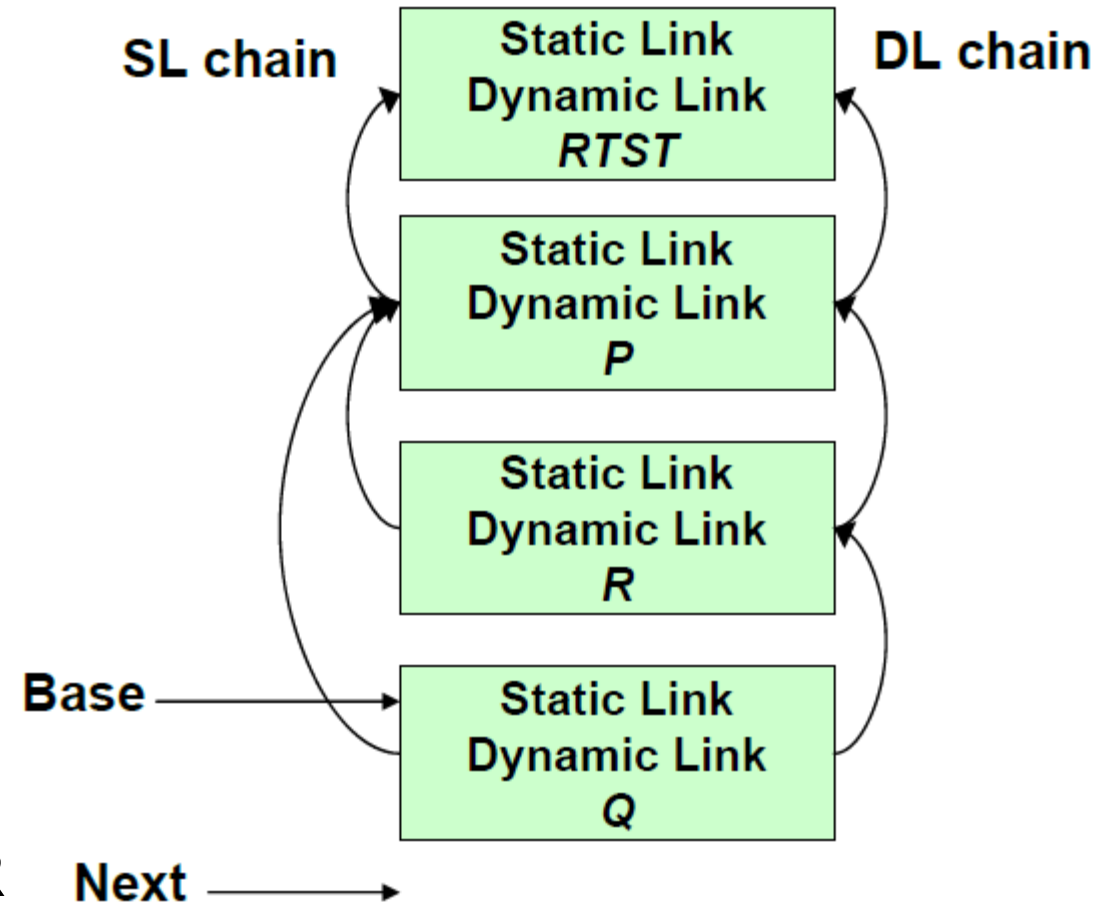 SL chain
DL chain
Static Link
Dynamic Link
RTST
Static Link
Dynamic Link
P
Static Link
Dynamic Link
R
Base
Static Link
Dynamic Link
Q
Next